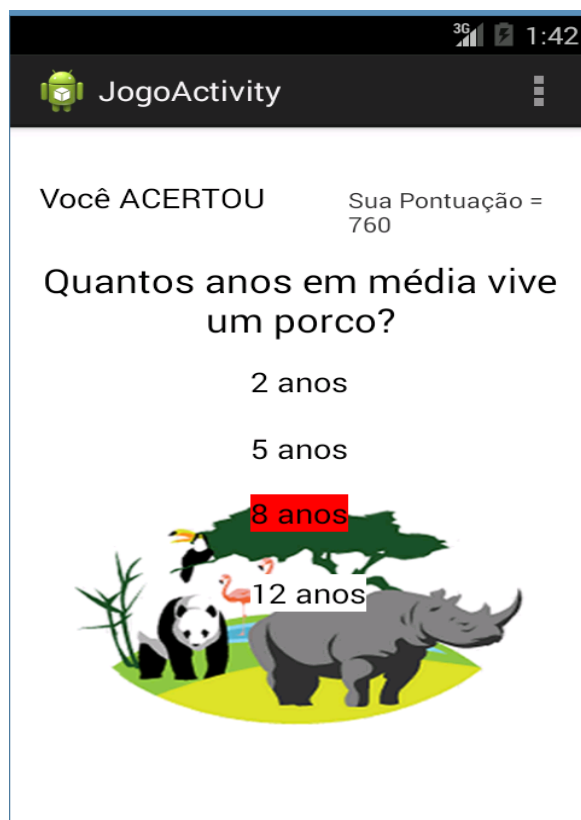 3G 1:42
JogoActivity
Você ACERTOU
Sua Pontuação =
760
Quantos anos em média vive
um porco?
2 anos
5 anos
8 anos
12 anos